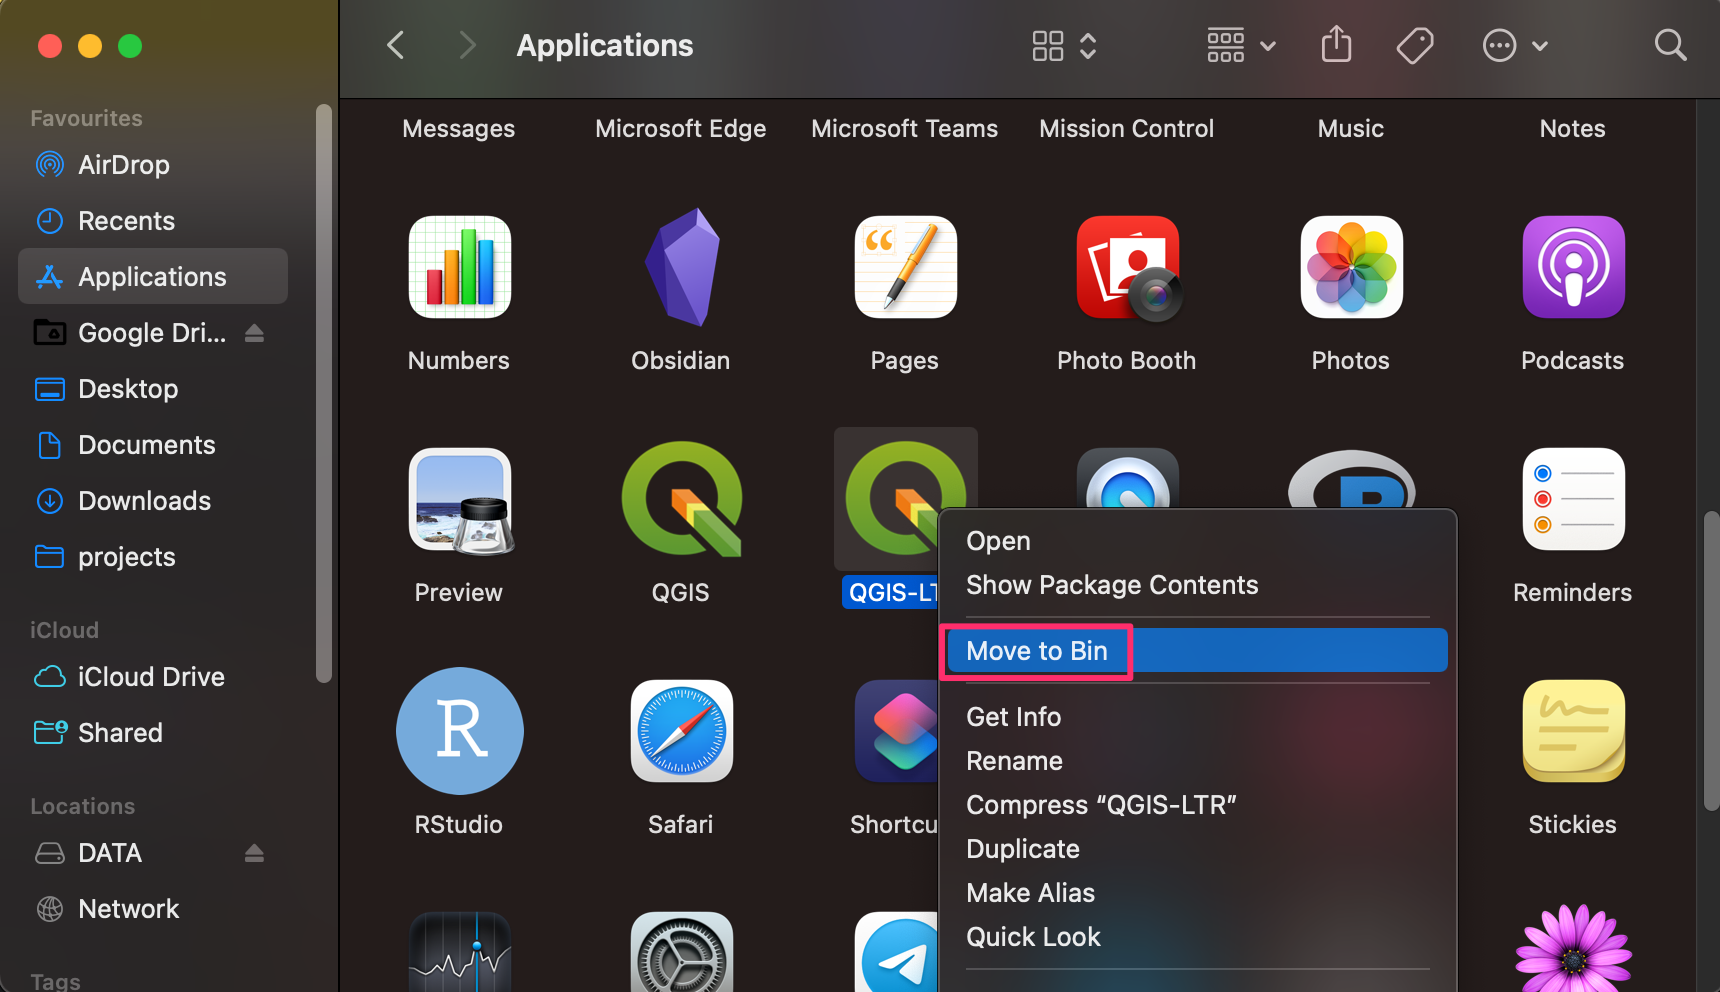 Applications
Favourites
AirDrop
Recents
Applications
Google Dri...
Desktop
Documents
Downloads
projects
iCloud
iCloud Drive
Shared
Locations
DATA
Network
Tags
Messages
Microsoft Edge
Microsoft Teams
Mission Control
Music
Notes
Numbers
Obsidian
Pages
Photo Booth
Photos
Podcasts
Preview
QGIS
QGIS-LT
Reminders
R
RStudio
Safari
Shortcu
Stickies
Open
Show Package Contents
Move to Bin
Get Info
Rename
Compress “QGIS-LTR”
Duplicate
Make Alias
Quick Look